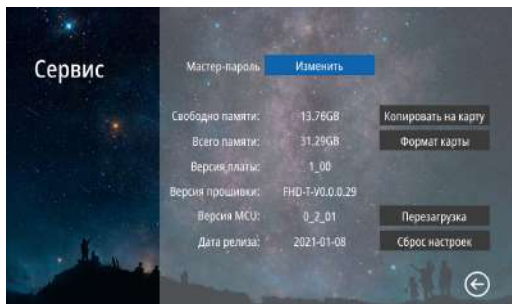 Сервис
Мастер-пароль Изменить
Свободно памяти: 13.76GB Копировать на карту
Всего памяти: 31.29GB Формат карты
Версия платы: 1_00
Версия прошивки: FHD-T-V0.0.0.29
Версия MCU: 0_2_01 Перезагрузка
Дата релиза: 2021-01-08 Сброс настроек